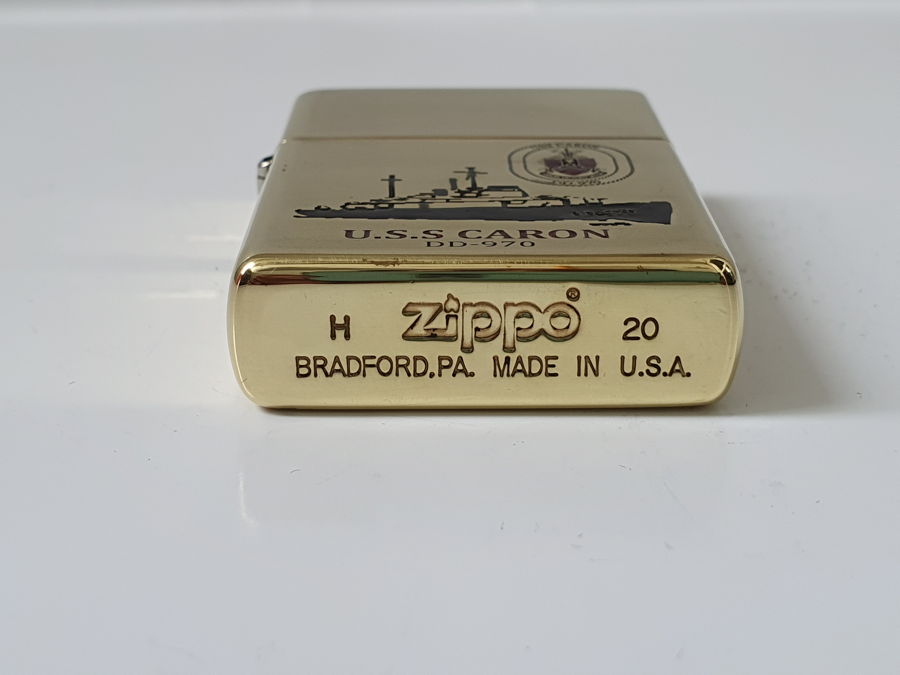 U.S.S CARON
DD-970
H zippo® 20
BRADFORD,PA. MADE IN U.S.A.